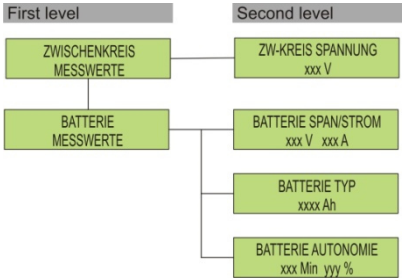 First level
Second level
ZWISCHENKREIS
MESSWERTE
ZW-KREIS SPANNUNG
xxx V
BATTERIE
MESSWERTE
BATTERIE SPAN/STROM
xxx V xxx A
BATTERIE TYP
xxxx Ah
BATTERIE AUTONOMIE
xxx Min yyy %